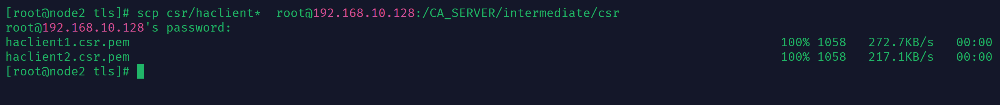 [root@node2 tls]# scp csr/haclient*  root@192.168.10.128:/CA_SERVER/intermediate/csr
root@192.168.10.128's password:
haclient1.csr.pem 100% 1058 272.7KB/s 00:00
haclient2.csr.pem 100% 1058 217.1KB/s 00:00
[root@node2 tls]#